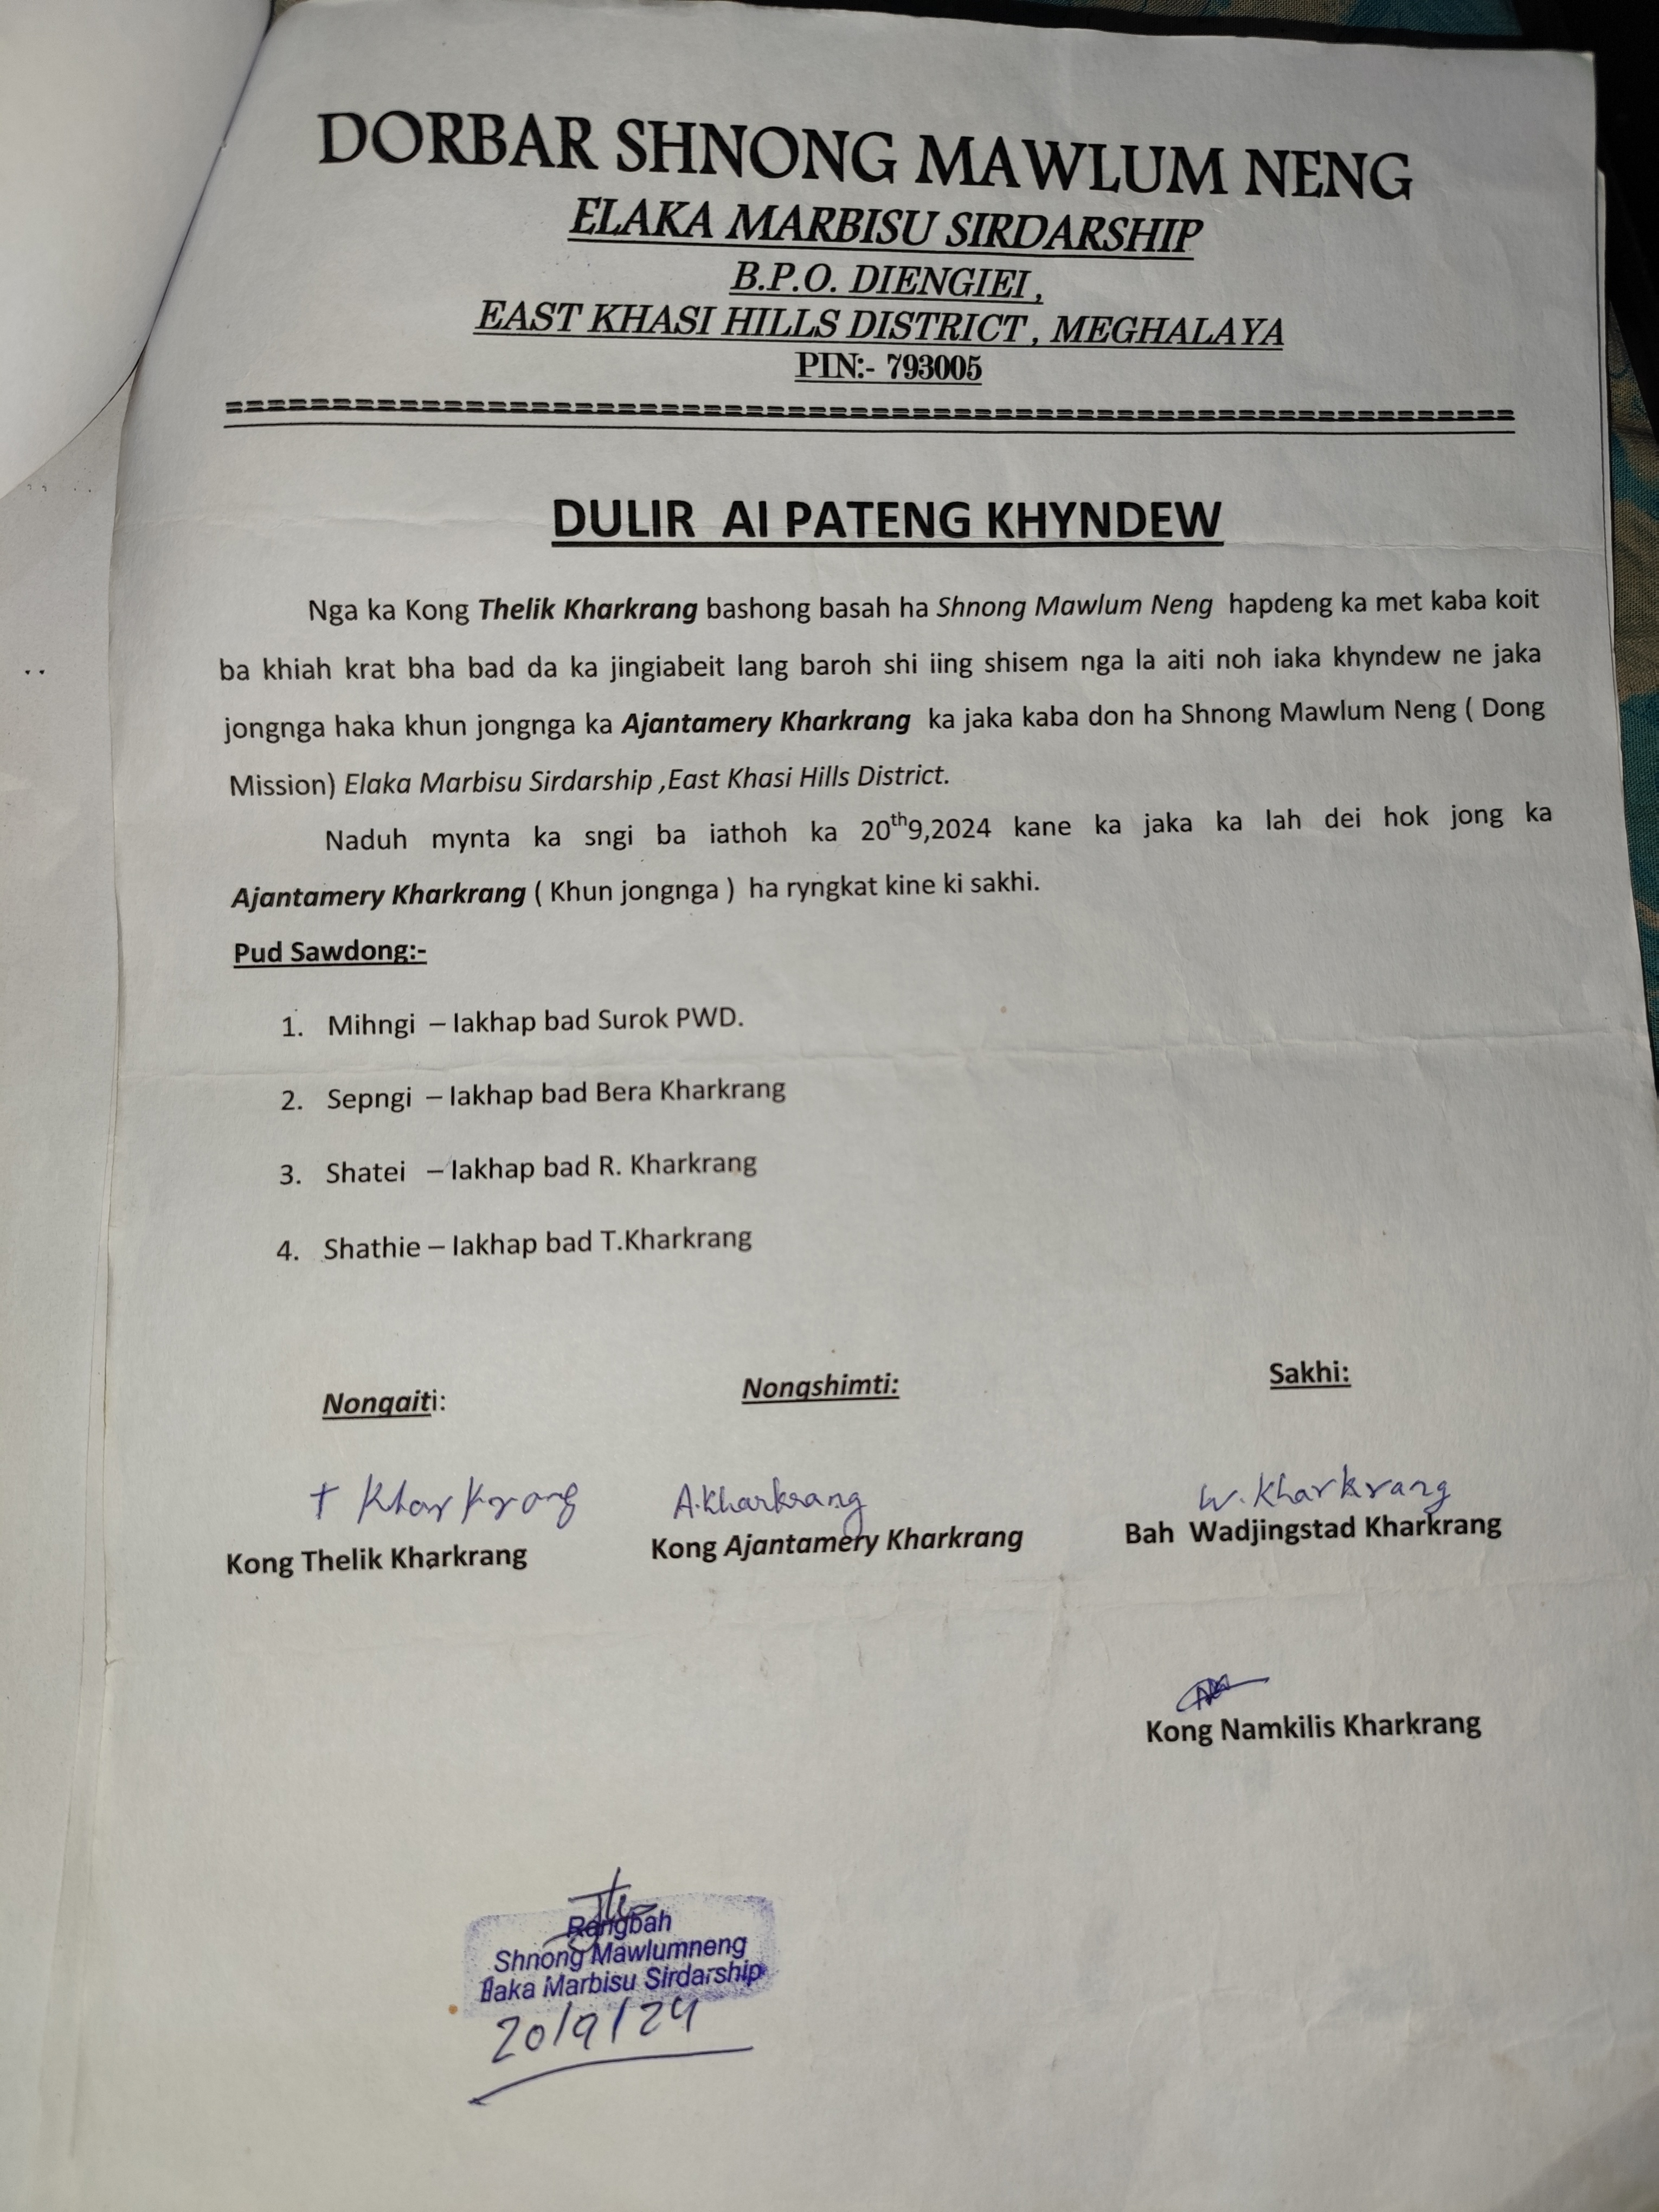 DORBAR SHNONG MAWLUM NENG
ELAKA MARBISU SIRDARSHIP
B.P.O. DIENGIEI,
EAST KHASI HILLS DISTRICT, MEGHALAYA
PIN:- 793005
DULIR AI PATENG KHYNDEW
Nga ka Kong Thelik Kharkrang bashong basah ha Shnong Mawlum Neng hapdeng ka met kaba koit
ba khiah krat bha bad da ka jingiabeit lang baroh shi iing shisem nga la aiti noh iaka khyndew ne jaka
jongnga haka khun jongnga ka Ajantamery Kharkrang ka jaka kaba don ha Shnong Mawlum Neng ( Dong
Mission) Elaka Marbisu Sirdarship ,East Khasi Hills District.
Naduh mynta ka sngi ba iathoh ka 20th9,2024 kane ka jaka ka lah dei hok jong ka
Ajantamery Kharkrang ( Khun jongnga ) ha ryngkat kine ki sakhi.
Pud Sawdong:-
1. Mihngi – Iakhap bad Surok PWD.
2. Sepngi – Iakhap bad Bera Kharkrang
3. Shatei – Iakhap bad R. Kharkrang
4. Shathie – Iakhap bad T.Kharkrang
Nongaiti: Nongshimti: Sakhi:
T Kharkrang A.Kharkrang W.Kharkrang
Kong Thelik Kharkrang Kong Ajantamery Kharkrang Bah Wadjingstad Kharkrang
Kong Namkilis Kharkrang
Rangbah
Shnong Mawlumneng
Ilaka Marbisu Sirdarship
20/9/24